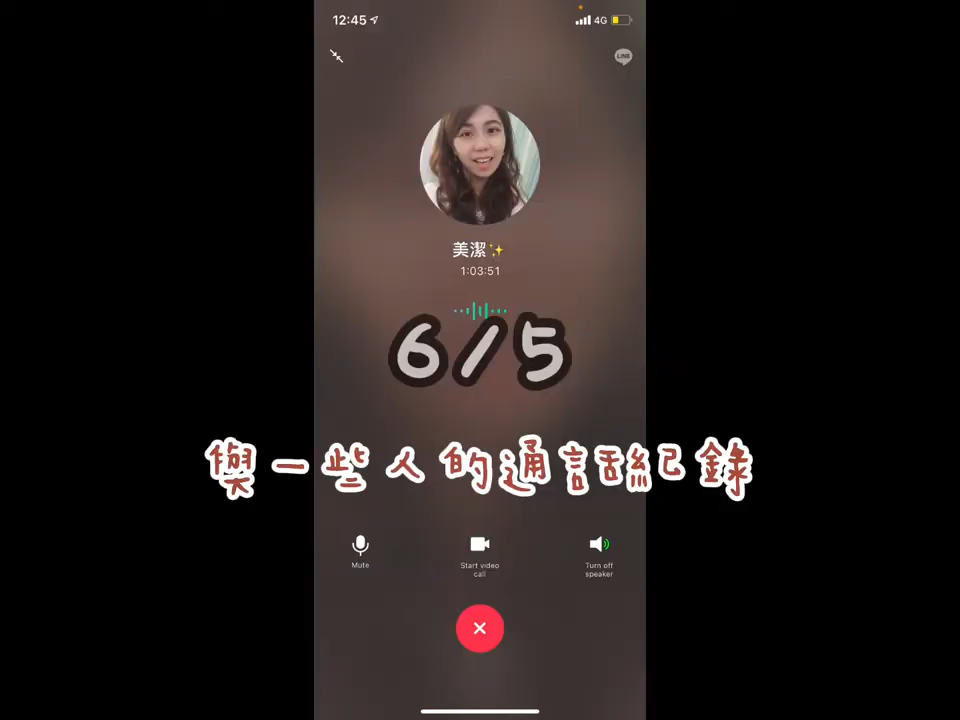 12:45
4G
LINE
美潔✨
1:03:51
6/5
與一些人的通話紀錄
Mute
Start video
call
Turn off
speaker